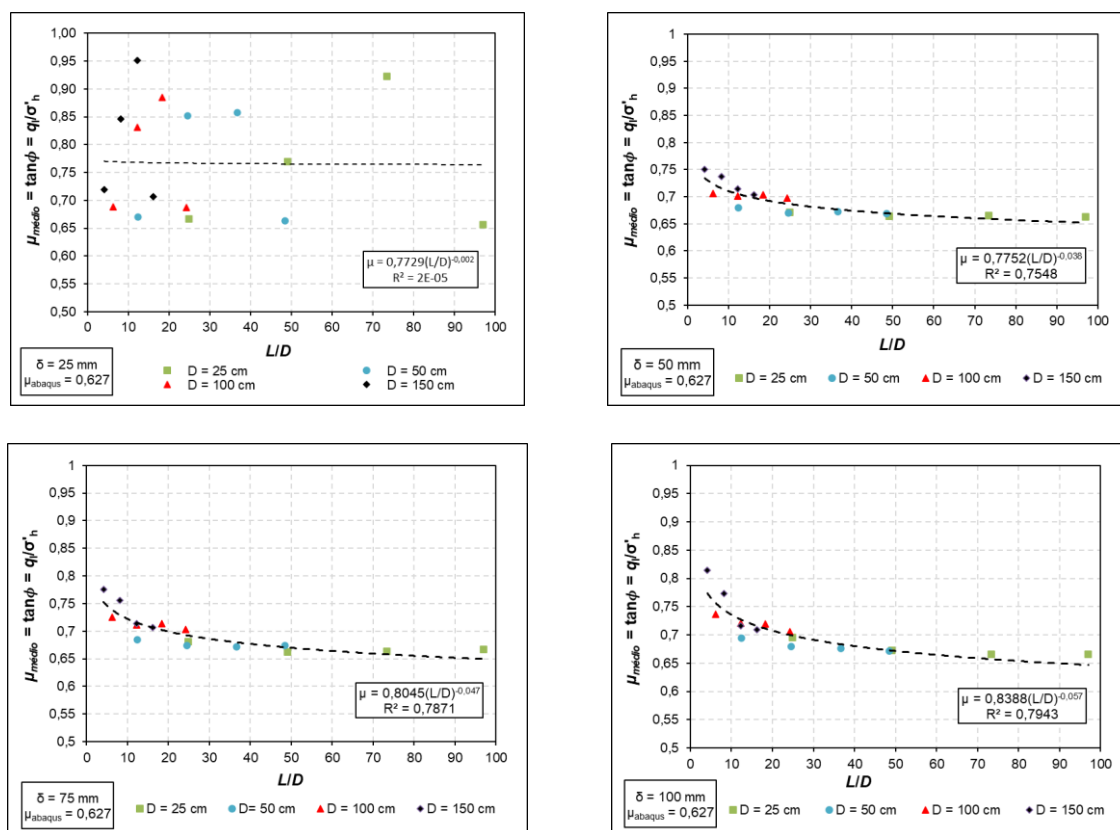 μmédio = tanϕ = ql/σ'h
1,00
0,95
0,90
0,85
0,80
0,75
0,70
0,65
0,60
0,55
0,50
0 10 20 30 40 50 60 70 80 90 100
L/D
μ = 0,7729(L/D)^-0,002
R² = 2E-05
δ = 25 mm
μabaqus = 0,627
D = 25 cm
D = 50 cm
D = 100 cm
D = 150 cm
μmédio = tanϕ = ql/σ'h
1
0,95
0,9
0,85
0,8
0,75
0,7
0,65
0,6
0,55
0,5
0 10 20 30 40 50 60 70 80 90 100
L/D
μ = 0,7752(L/D)^-0,038
R² = 0,7548
δ = 50 mm
μabaqus = 0,627
D = 25 cm D = 50 cm D = 100 cm D = 150 cm
μmédio = tanϕ = ql/σ'h
1
0,95
0,9
0,85
0,8
0,75
0,7
0,65
0,6
0,55
0,5
0 10 20 30 40 50 60 70 80 90 100
L/D
μ = 0,8045(L/D)^-0,047
R² = 0,7871
δ = 75 mm
μabaqus = 0,627
D = 25 cm D= 50 cm D = 100 cm D = 150 cm
μmédio = tanϕ = ql/σ'h
1
0,95
0,9
0,85
0,8
0,75
0,7
0,65
0,6
0,55
0,5
0 10 20 30 40 50 60 70 80 90 100
L/D
μ = 0,8388(L/D)^-0,057
R² = 0,7943
δ = 100 mm
μabaqus = 0,627
D = 25 cm D = 50 cm D = 100 cm D = 150 cm